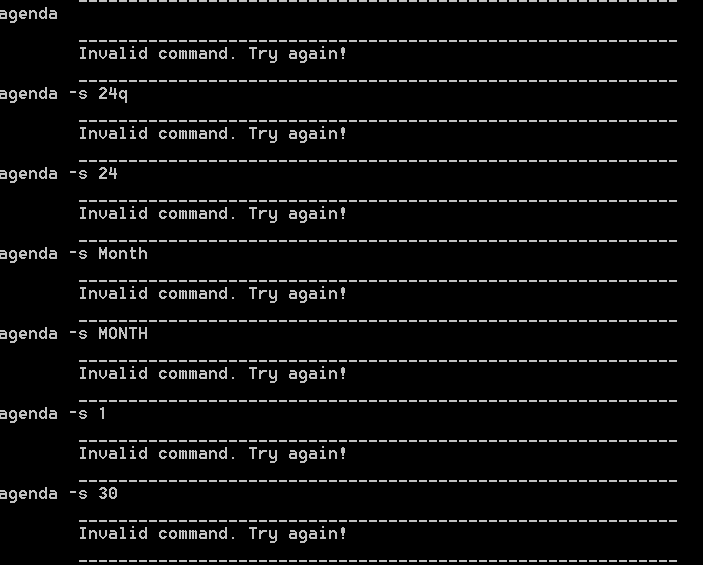 agenda
Invalid command. Try again!
agenda -s 24q
Invalid command. Try again!
agenda -s 24
Invalid command. Try again!
agenda -s Month
Invalid command. Try again!
agenda -s MONTH
Invalid command. Try again!
agenda -s 1
Invalid command. Try again!
agenda -s 30
Invalid command. Try again!